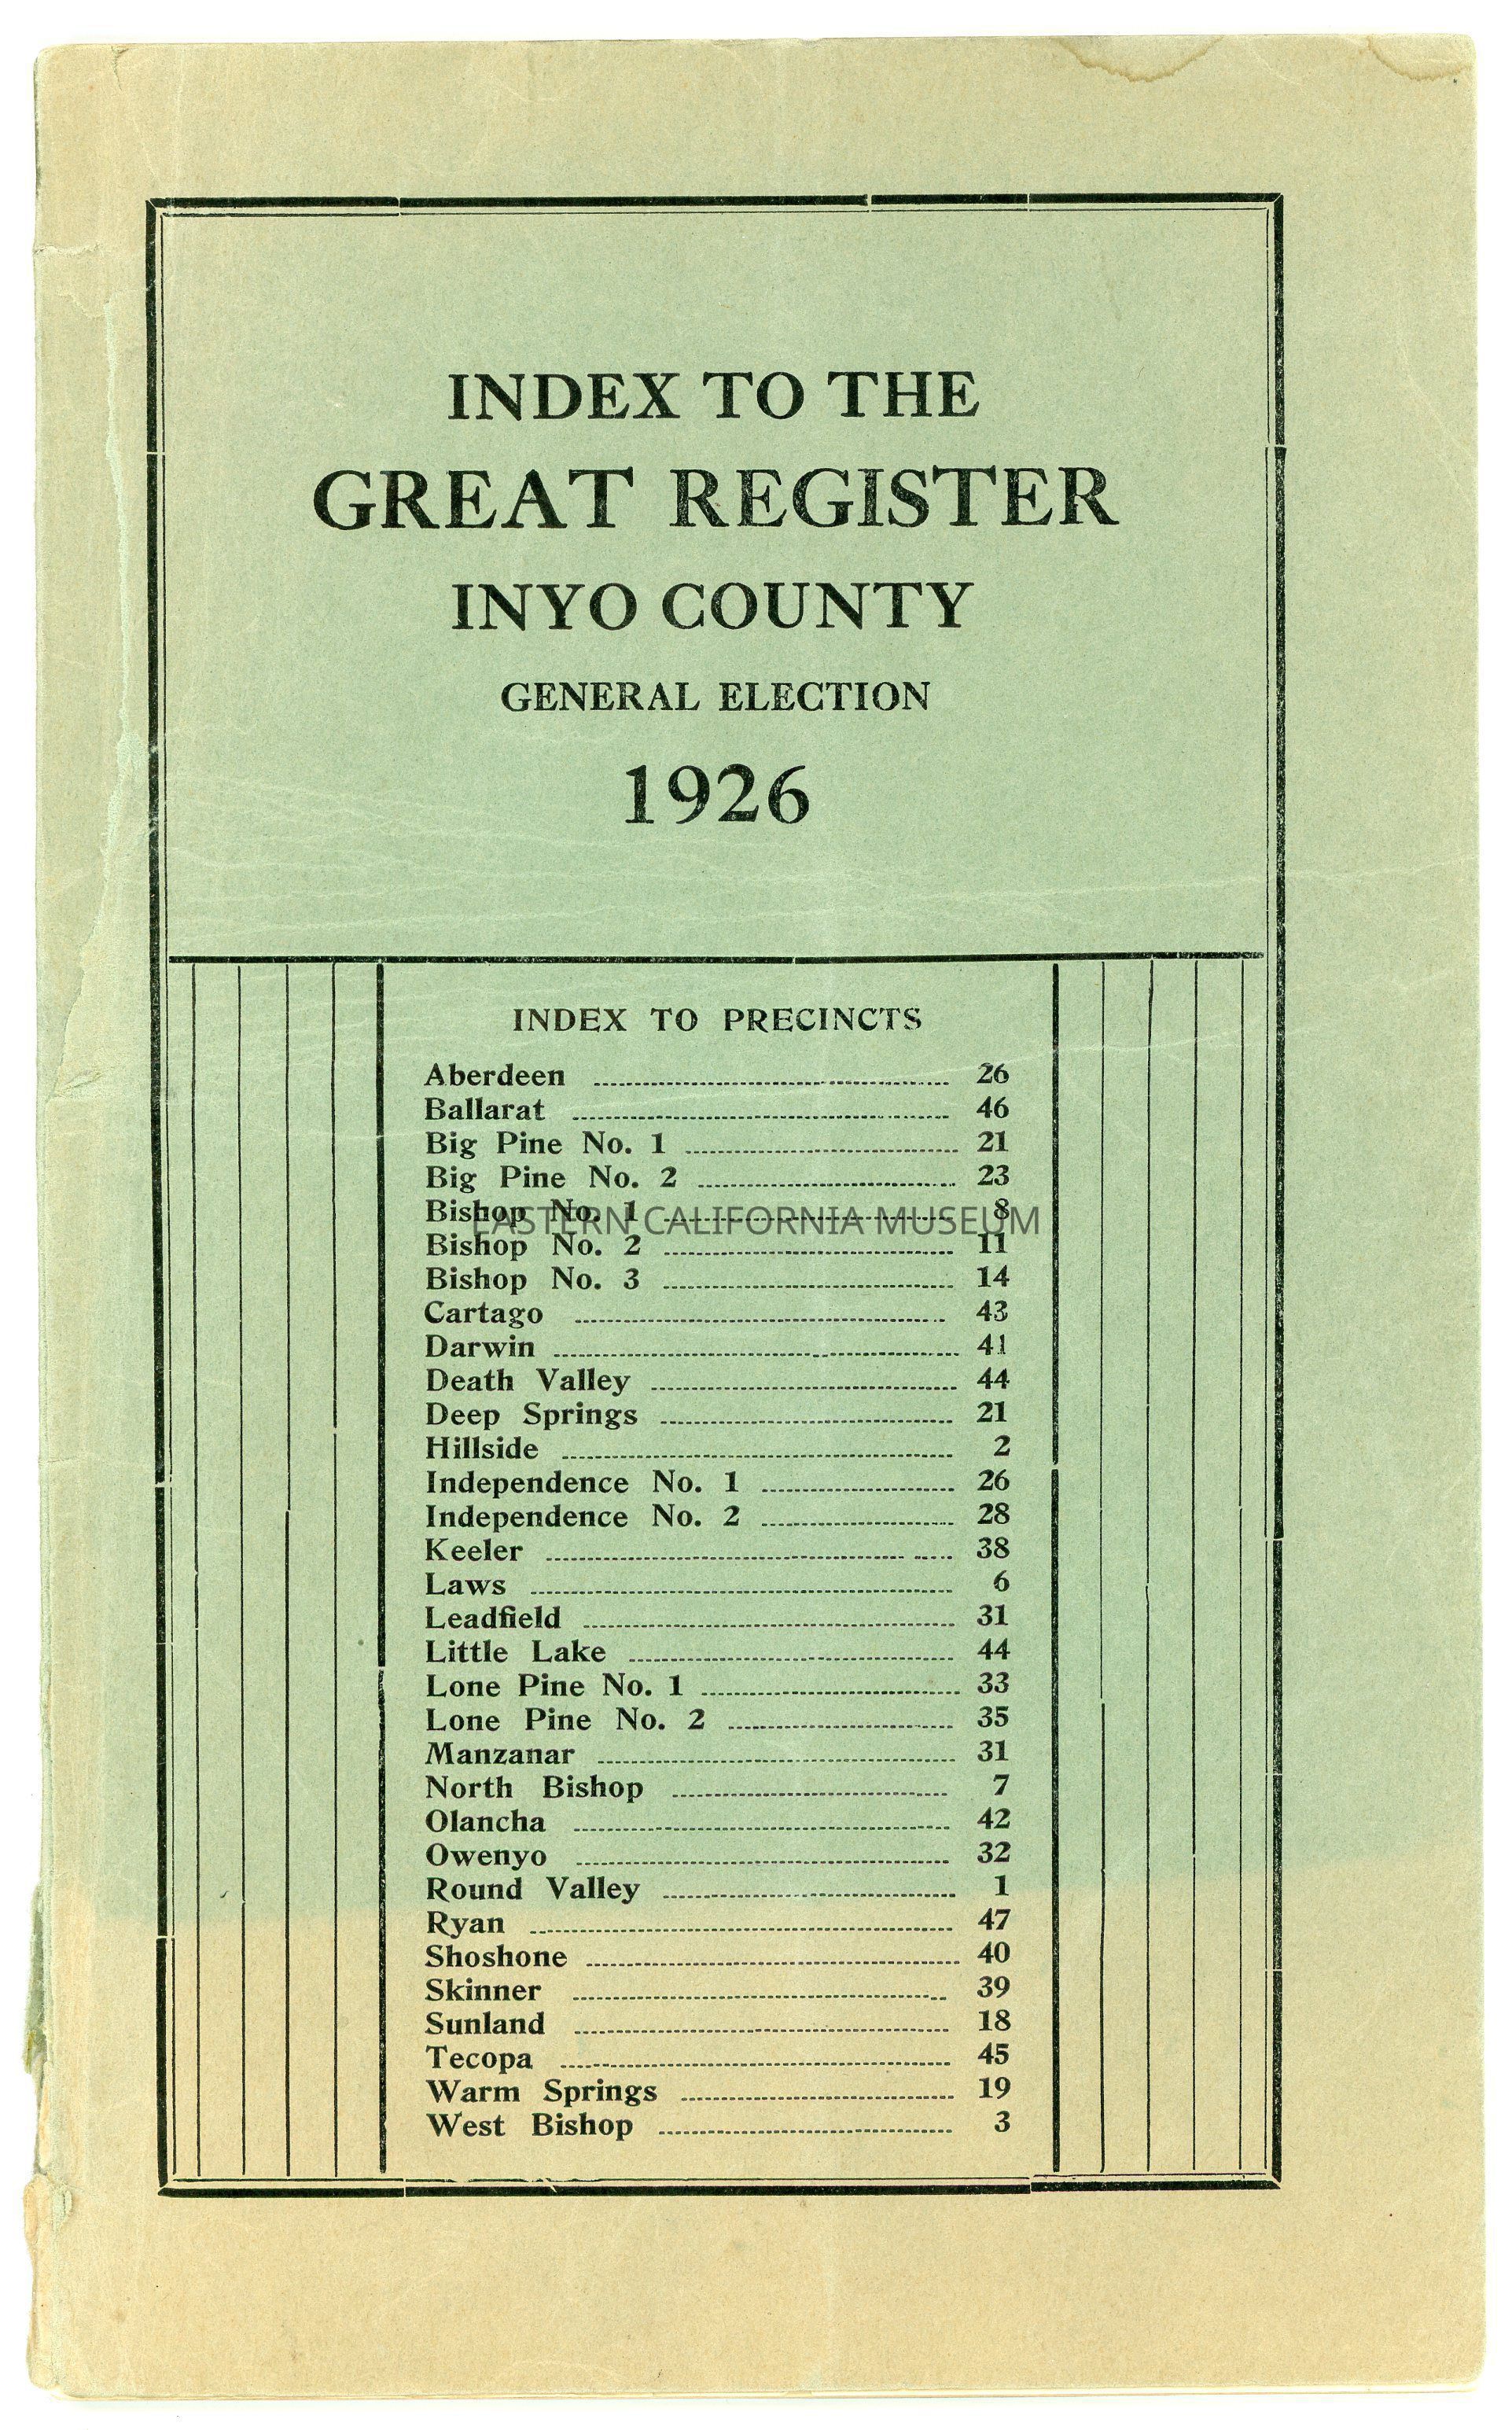 INDEX TO THE
GREAT REGISTER
INYO COUNTY
GENERAL ELECTION
1926
INDEX TO PRECINCTS
Aberdeen 26
Ballarat 46
Big Pine No. 1 21
Big Pine No. 2 23
Bishop No. 1 8
EASTERN CALIFORNIA MUSEUM
Bishop No. 2 11
Bishop No. 3 14
Cartago 43
Darwin 41
Death Valley 44
Deep Springs 21
Hillside 2
Independence No. 1 26
Independence No. 2 28
Keeler 38
Laws 6
Leadfield 31
Little Lake 44
Lone Pine No. 1 33
Lone Pine No. 2 35
Manzanar 31
North Bishop 7
Olancha 42
Owenyo 32
Round Valley 1
Ryan 47
Shoshone 40
Skinner 39
Sunland 18
Tecopa 45
Warm Springs 19
West Bishop 3